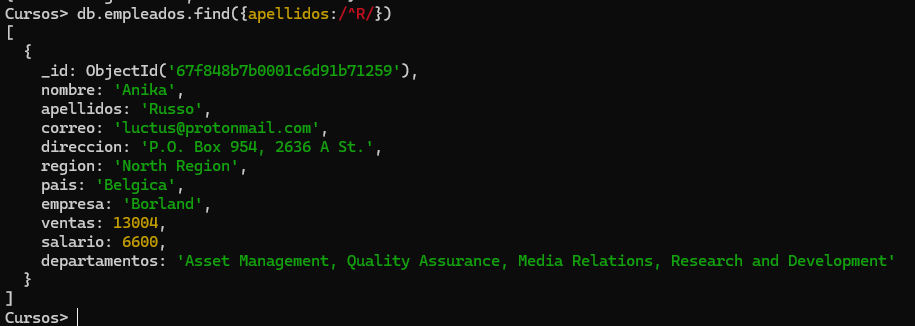 Cursos> db.empleados.find({apellidos:/^R/})
[
  {
    _id: ObjectId('67f848b7b0001c6d91b71259'),
    nombre: 'Anika',
    apellidos: 'Russo',
    correo: 'luctus@protonmail.com',
    direccion: 'P.O. Box 954, 2636 A St.',
    region: 'North Region',
    pais: 'Belgica',
    empresa: 'Borland',
    ventas: 13004,
    salario: 6600,
    departamentos: 'Asset Management, Quality Assurance, Media Relations, Research and Development'
  }
]
Cursos>